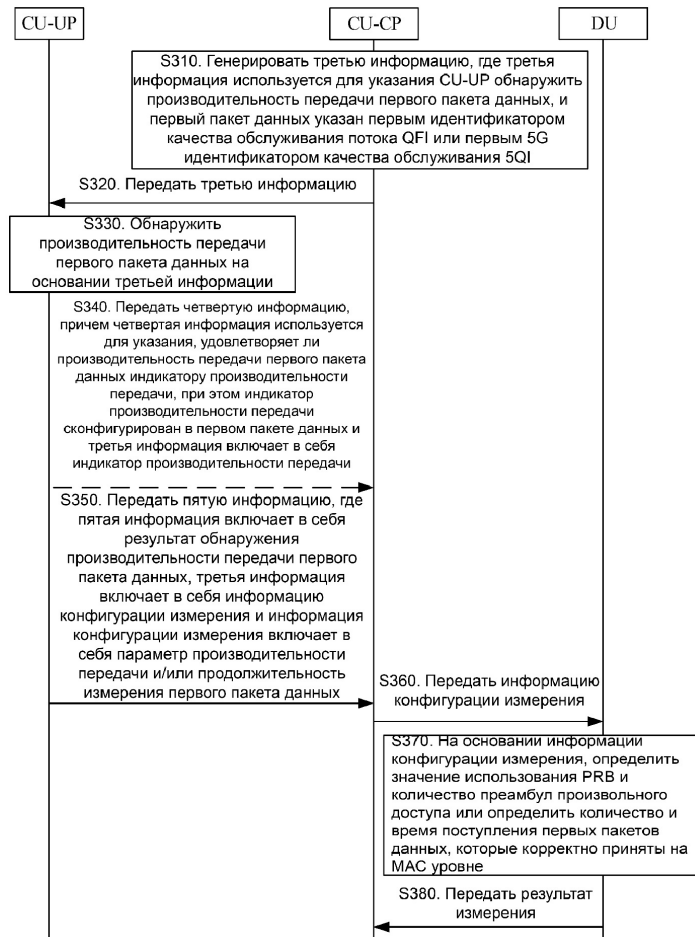 CU-UP
CU-CP
DU
S310. Генерировать третью информацию, где третья
информация используется для указания CU-UP обнаружить
производительность передачи первого пакета данных, и
первый пакет данных указан первым идентификатором
качества обслуживания потока QFI или первым 5G
идентификатором качества обслуживания 5QI
S320. Передать третью информацию
S330. Обнаружить
производительность передачи
первого пакета данных на
основании третьей информации
S340. Передать четвертую информацию,
причем четвертая информация используется
для указания, удовлетворяет ли
производительность передачи первого пакета
данных индикатору производительности
передачи, при этом индикатор
производительности передачи
сконфигурирован в первом пакете данных и
третья информация включает в себя
индикатор производительности передачи
S350. Передать пятую информацию, где
пятая информация включает в себя
результат обнаружения
производительности передачи первого
пакета данных, третья информация
включает в себя информацию
конфигурации измерения и информация
конфигурации измерения включает в
себя параметр производительности
передачи и/или продолжительность
измерения первого пакета данных
S360. Передать информацию
конфигурации измерения
S370. На основании информации
конфигурации измерения, определить
значение использования PRB и
количество преамбул произвольного
доступа или определить количество и
время поступления первых пакетов
данных, которые корректно приняты на
MAC уровне
S380. Передать результат
измерения